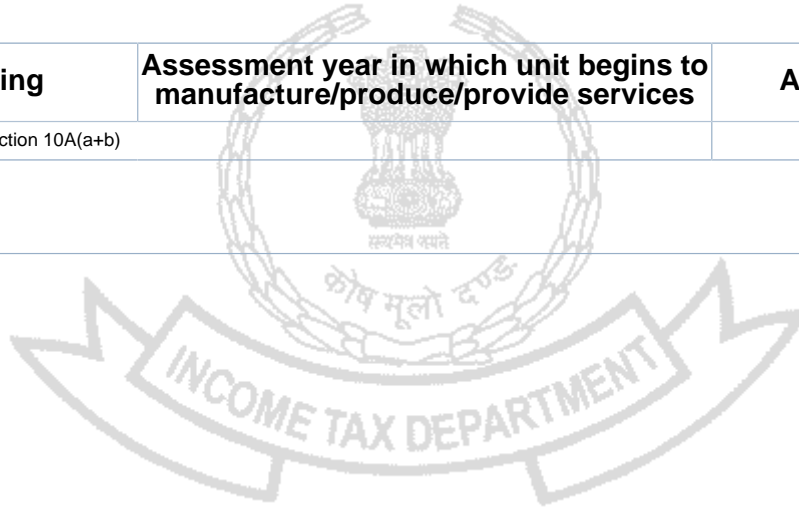 ing
Assessment year in which unit begins to
manufacture/produce/provide services
A
ction 10A(a+b)
सत्यमेव जयते
कोष मूलो दण्डः
INCOME TAX DEPARTMENT